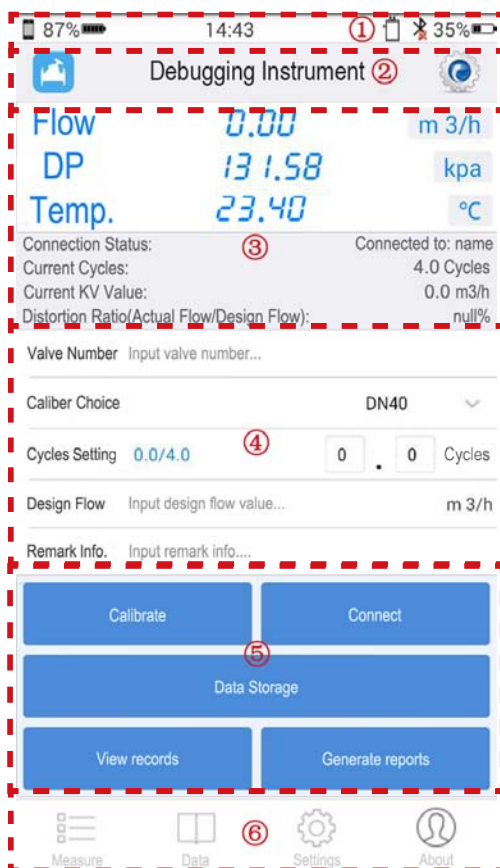 87% 14:43 ① 35%
Debugging Instrument ②
Flow 0.00 m 3/h
DP 131.58 kpa
Temp. 23.40 ℃
Connection Status: ③ Connected to: name
Current Cycles: 4.0 Cycles
Current KV Value: 0.0 m3/h
Distortion Ratio(Actual Flow/Design Flow): null%
Valve Number Input valve number...
Caliber Choice DN40
Cycles Setting 0.0/4.0 ④ 0 . 0 Cycles
Design Flow Input design flow value... m 3/h
Remark Info. Input remark info....
Calibrate Connect
⑤
Data Storage
View records Generate reports
⑥
Measure Data Settings About